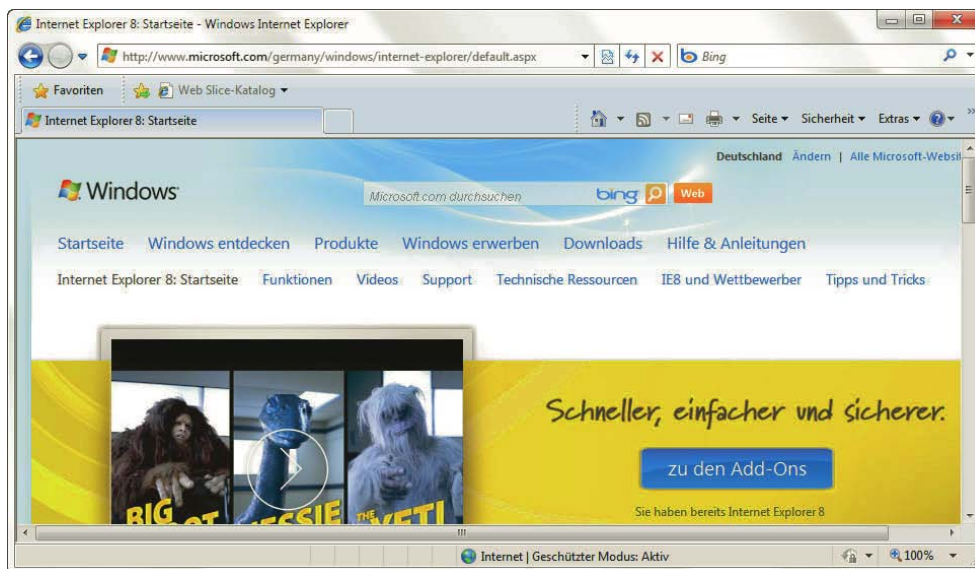 Internet Explorer 8: Startseite - Windows Internet Explorer
http://www.microsoft.com/germany/windows/internet-explorer/default.aspx Bing
Favoriten Web Slice-Katalog
Internet Explorer 8: Startseite Seite Sicherheit Extras
Deutschland Ändern | Alle Microsoft-Websit
Windows Microsoft.com durchsuchen bing Web
Startseite Windows entdecken Produkte Windows erwerben Downloads Hilfe & Anleitungen
Internet Explorer 8: Startseite Funktionen Videos Support Technische Ressourcen IE8 und Wettbewerber Tipps und Tricks
Schneller, einfacher und sicherer.
zu den Add-Ons
BIG THE
NESSIE YETI
Sie haben bereits Internet Explorer 8
Internet | Geschützter Modus: Aktiv 100%